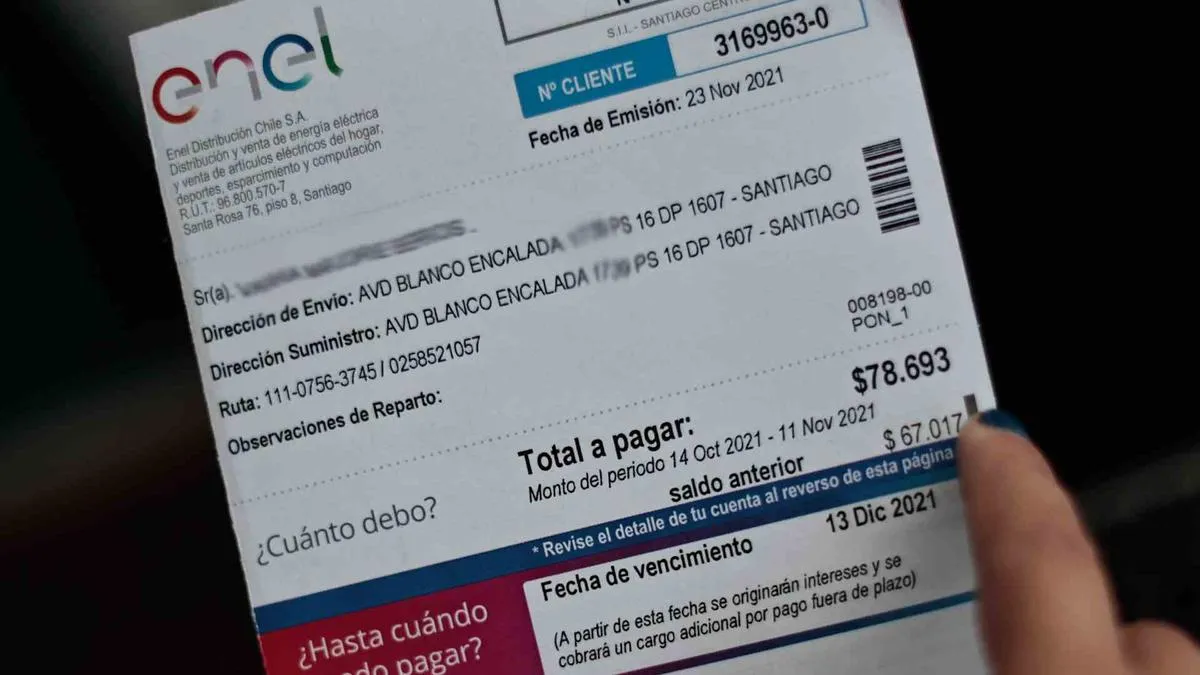 enel
Enel Distribución Chile S.A.
Distribución y venta de energía eléctrica
y venta de artículos eléctricos del hogar,
deportes, esparcimiento y computación
R.U.T.: 96.800.570-7
Santa Rosa 76, piso 8, Santiago
S.I.I. - SANTIAGO CENTRO
Nº CLIENTE 3169963-0
Fecha de Emisión: 23 Nov 2021
Sr(a).
Dirección de Envío: AVD BLANCO ENCALADA PS 16 DP 1607 - SANTIAGO
Dirección Suministro: AVD BLANCO ENCALADA PS 16 DP 1607 - SANTIAGO
Ruta: 111-0756-3745 / 0258521057
008198-00
PON_1
Observaciones de Reparto:
¿Cuánto debo?
Total a pagar: $78.693
Monto del periodo 14 Oct 2021 - 11 Nov 2021
saldo anterior $ 67.017
* Revise el detalle de tu cuenta al reverso de esta página
¿Hasta cuándo
pagar?
Fecha de vencimiento 13 Dic 2021
(A partir de esta fecha se originarán intereses y se
cobrará un cargo adicional por pago fuera de plazo)